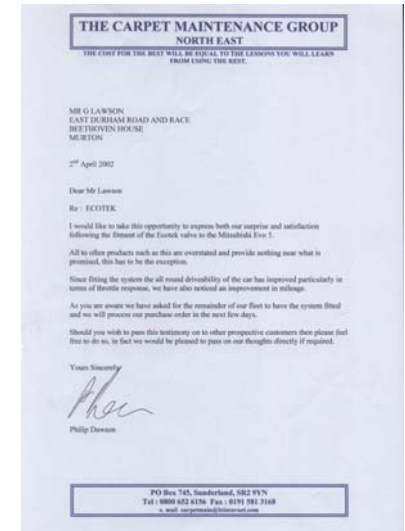 THE CARPET MAINTENANCE GROUP
NORTH EAST
THE COST FOR THE BEST WILL BE EQUAL TO THE LESSONS YOU WILL LEARN
FROM USING THE REST.
MR G LAWSON
EAST DURHAM ROAD AND RACE
BEETHOVEN HOUSE
MURTON
2nd April 2002
Dear Mr Lawson
Re : ECOTEK
I would like to take this opportunity to express both our surprise and satisfaction
following the fitment of the Ecotek valve to the Mitsubishi Evo 5.
All to often products such as this are overstated and provide nothing near what is
promised, this has to be the exception.
Since fitting the system the all round driveability of the car has improved particularly in
terms of throttle response, we have also noticed an improvement in mileage.
As you are aware we have asked for the remainder of our fleet to have the system fitted
and we will process our purchase order in the next few days.
Should you wish to pass this testimony on to other prospective customers then please feel
free to do so, in fact we would be pleased to pass on our thoughts directly if required.
Yours Sincerely
Philip Dawson
PO Box 745, Sunderland, SR2 9YN
Tel : 0800 652 6156 Fax : 0191 581 3168
e. mail carpetmain@btinternet.com